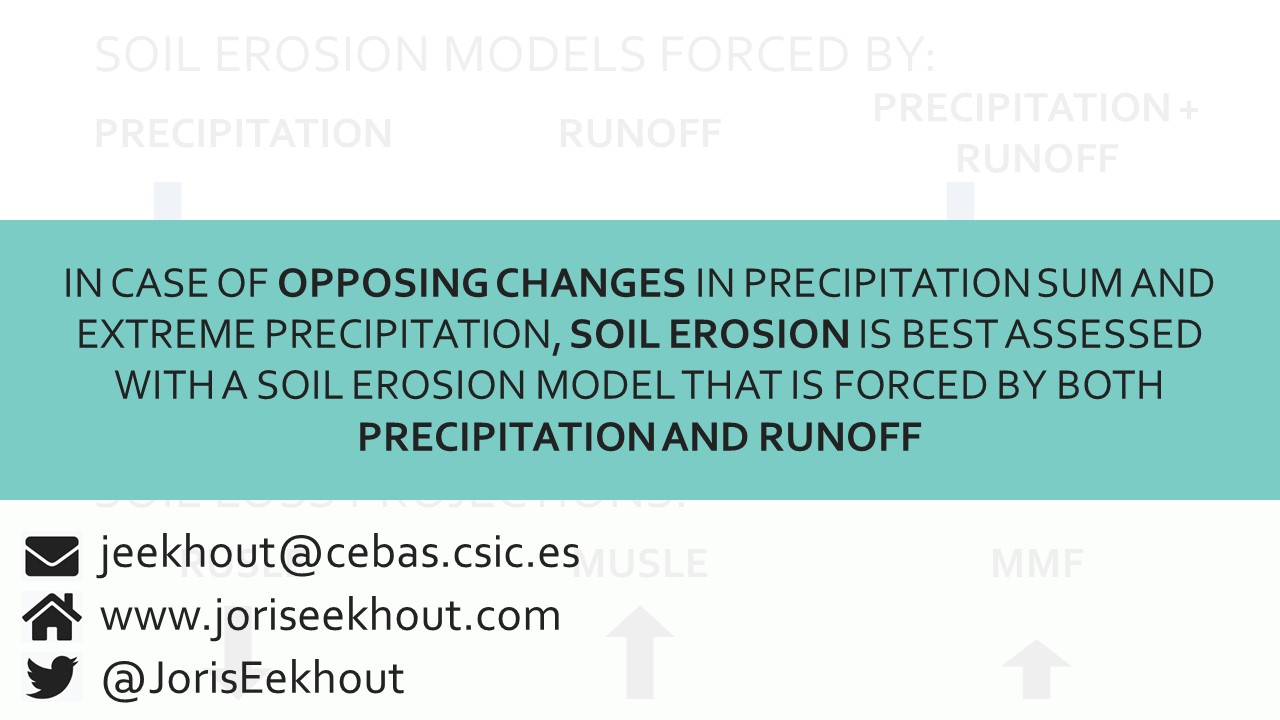 SOIL EROSION MODELS FORCED BY:
PRECIPITATION
RUNOFF
PRECIPITATION +
RUNOFF
IN CASE OF OPPOSING CHANGES IN PRECIPITATION SUM AND
EXTREME PRECIPITATION, SOIL EROSION IS BEST ASSESSED
WITH A SOIL EROSION MODEL THAT IS FORCED BY BOTH
PRECIPITATION AND RUNOFF
SOIL LOSS PROJECTIONS:
RUSLE
MUSLE
MMF
jeekhout@cebas.csic.es
www.joriseekhout.com
@JorisEekhout